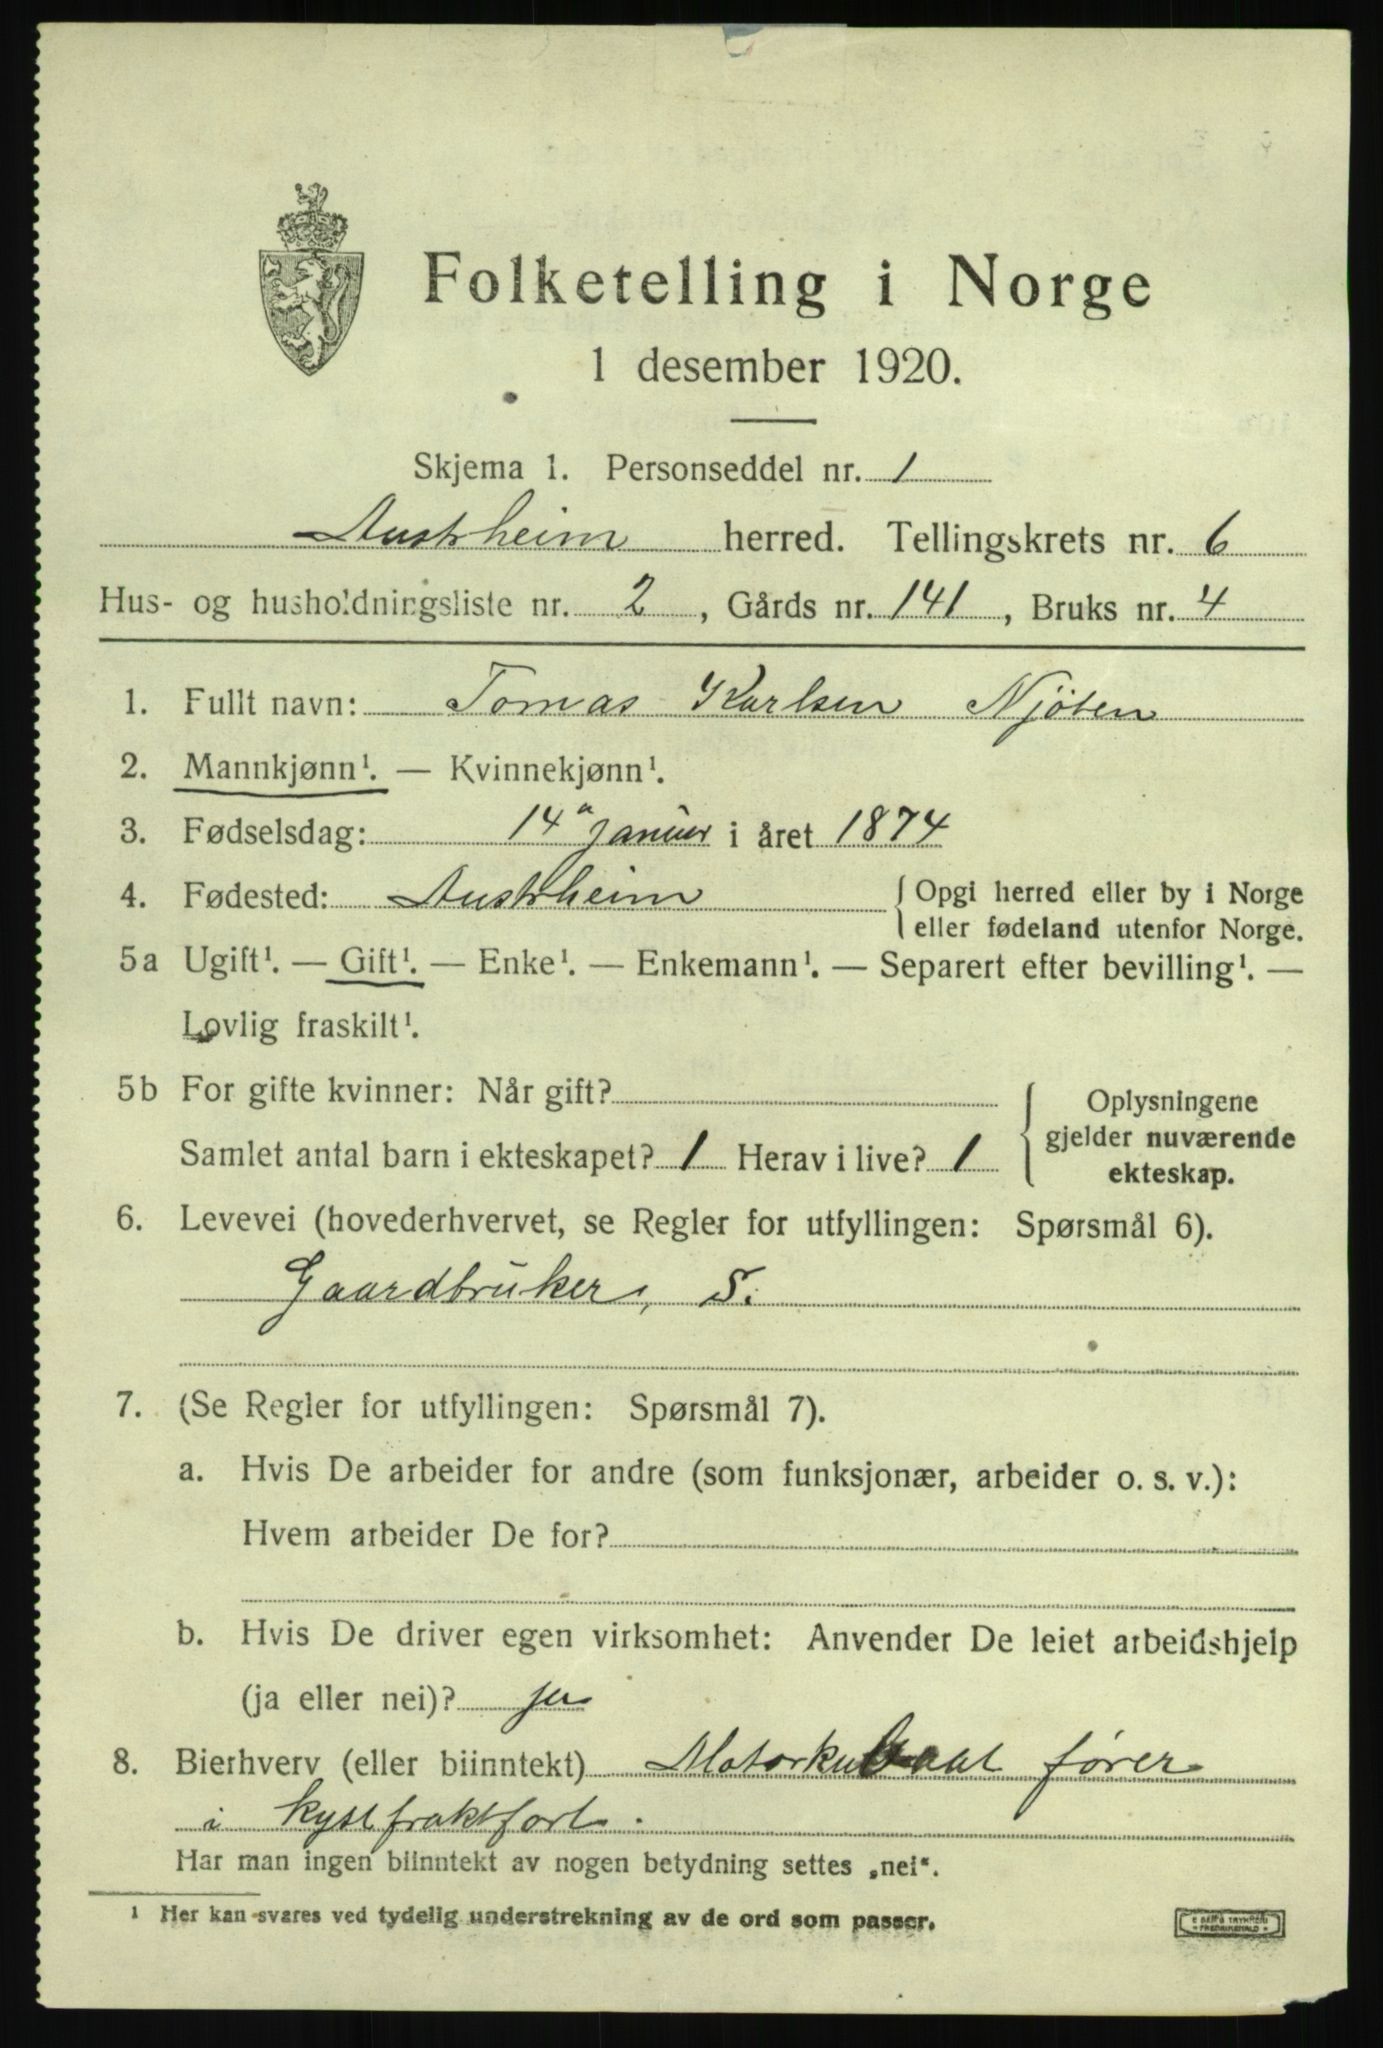 Folketelling i Norge
1 desember 1920.
Skjema 1. Personseddel nr. 1
Austrheim herred. Tellingskrets nr. 6
Hus- og husholdningsliste nr. 2, Gårds nr. 141, Bruks nr. 4
1. Fullt navn: Tomas Karlsen Njöten
2. Mannkjønn¹. — Kvinnekjønn¹.
3. Fødselsdag: 14 januar i året 1874
4. Fødested: Austrheim { Opgi herred eller by i Norge
eller fødeland utenfor Norge.
5a Ugift¹. — Gift¹. — Enke¹. — Enkemann¹. — Separert efter bevilling¹. —
Lovlig fraskilt¹.
5b For gifte kvinner: Når gift?
Samlet antal barn i ekteskapet? 1 Herav i live? 1
Oplysningene
gjelder nuværende
ekteskap.
6. Levevei (hovederhvervet, se Regler for utfyllingen: Spørsmål 6).
Gaardbruker, S.
7. (Se Regler for utfyllingen: Spørsmål 7).
a. Hvis De arbeider for andre (som funksjonær, arbeider o. s. v.):
Hvem arbeider De for?
b. Hvis De driver egen virksomhet: Anvender De leiet arbeidshjelp
(ja eller nei)? ja
8. Bierhverv (eller biinntekt) fører
i kystfraktfart.
Har man ingen biinntekt av nogen betydning settes „nei“.
1 Her kan svares ved tydelig understrekning av de ord som passer.